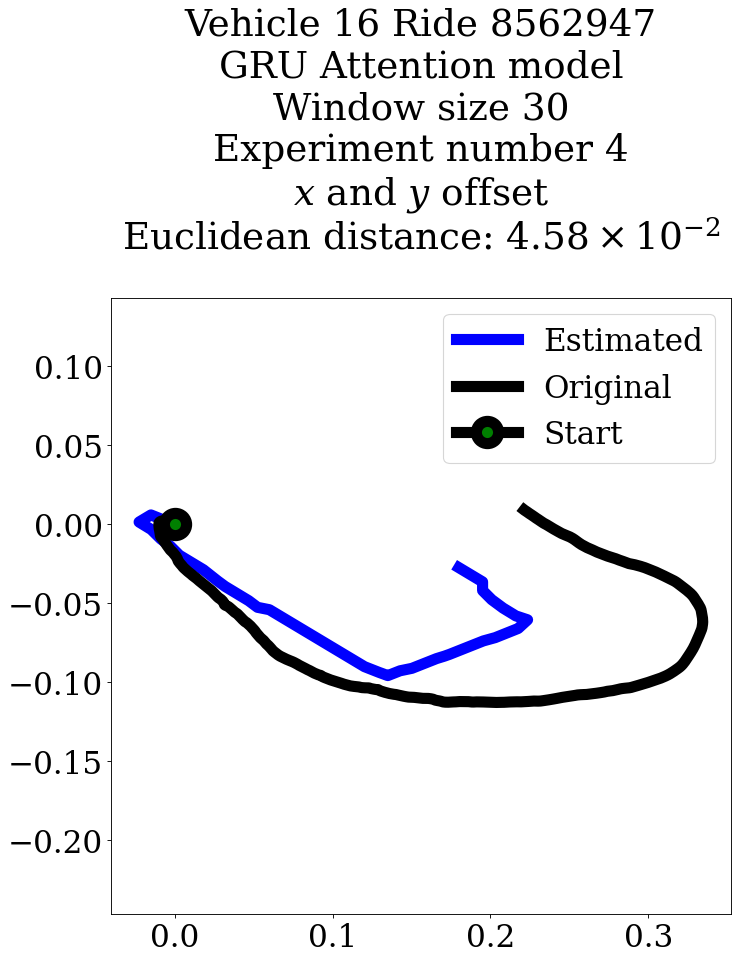 Vehicle 16 Ride 8562947
GRU Attention model
Window size 30
Experiment number 4
x and y offset
Euclidean distance: 4.58 × 10⁻²
Estimated
Original
Start
0.10
0.05
0.00
−0.05
−0.10
−0.15
−0.20
0.0 0.1 0.2 0.3